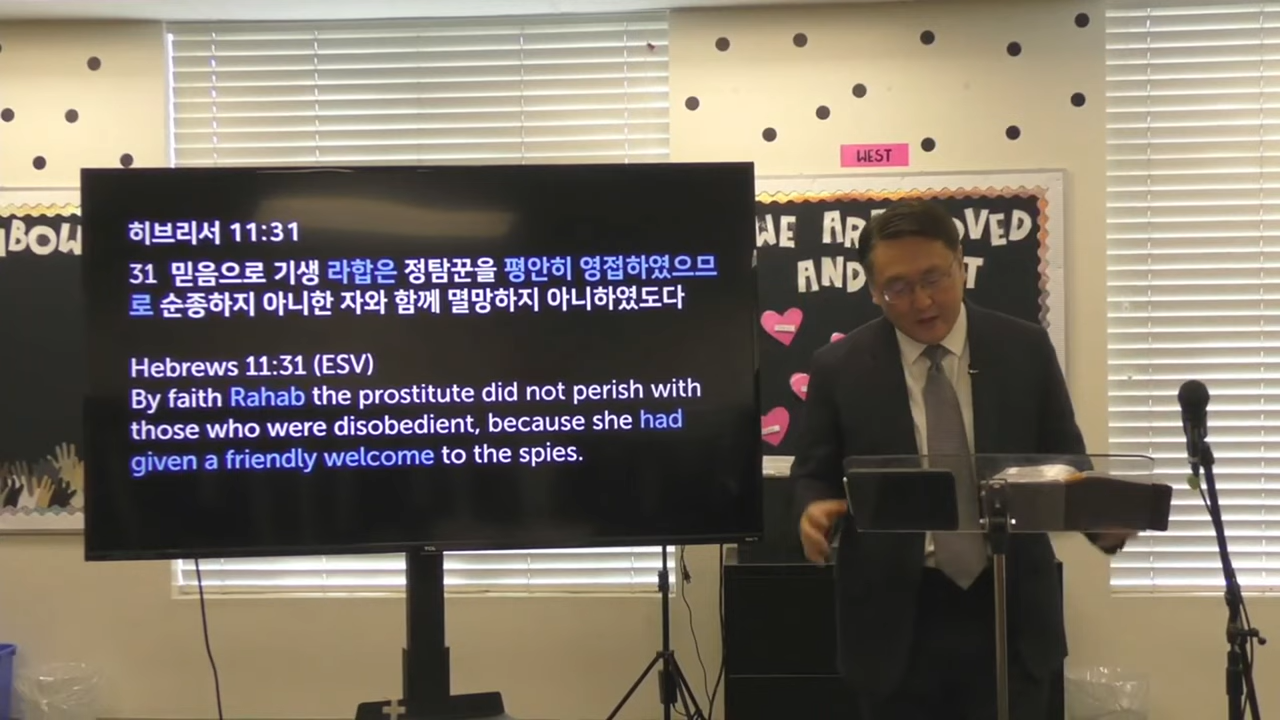 히브리서 11:31
31 믿음으로 기생 라합은 정탐꾼을 평안히 영접하였으므
로 순종하지 아니한 자와 함께 멸망하지 아니하였도다
Hebrews 11:31 (ESV)
By faith Rahab the prostitute did not perish with
those who were disobedient, because she had
given a friendly welcome to the spies.
TCL
WEST
WE
AND